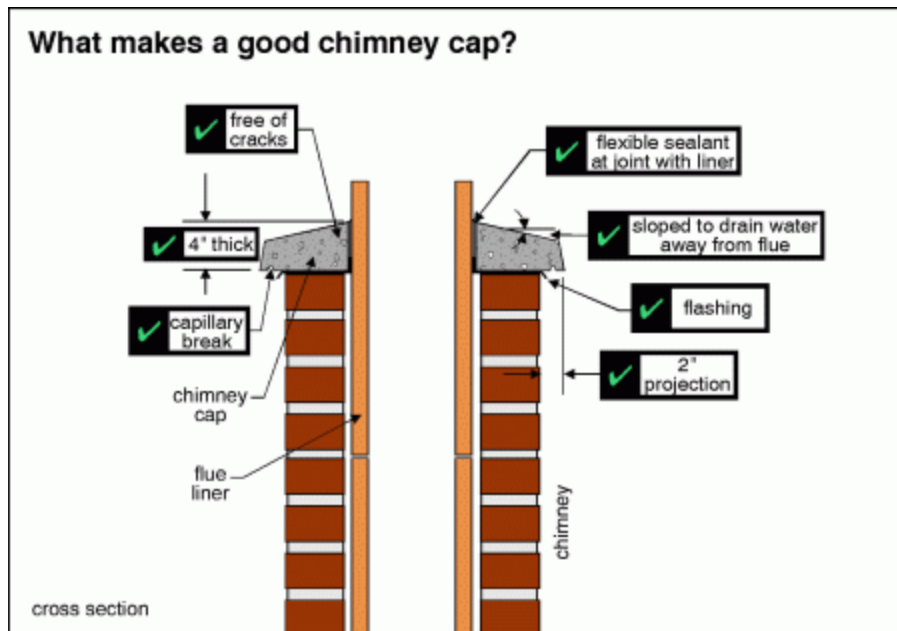 What makes a good chimney cap?
free of
cracks
flexible sealant
at joint with liner
4" thick
sloped to drain water
away from flue
flashing
capillary
break
2"
projection
chimney
cap
flue
liner
chimney
cross section